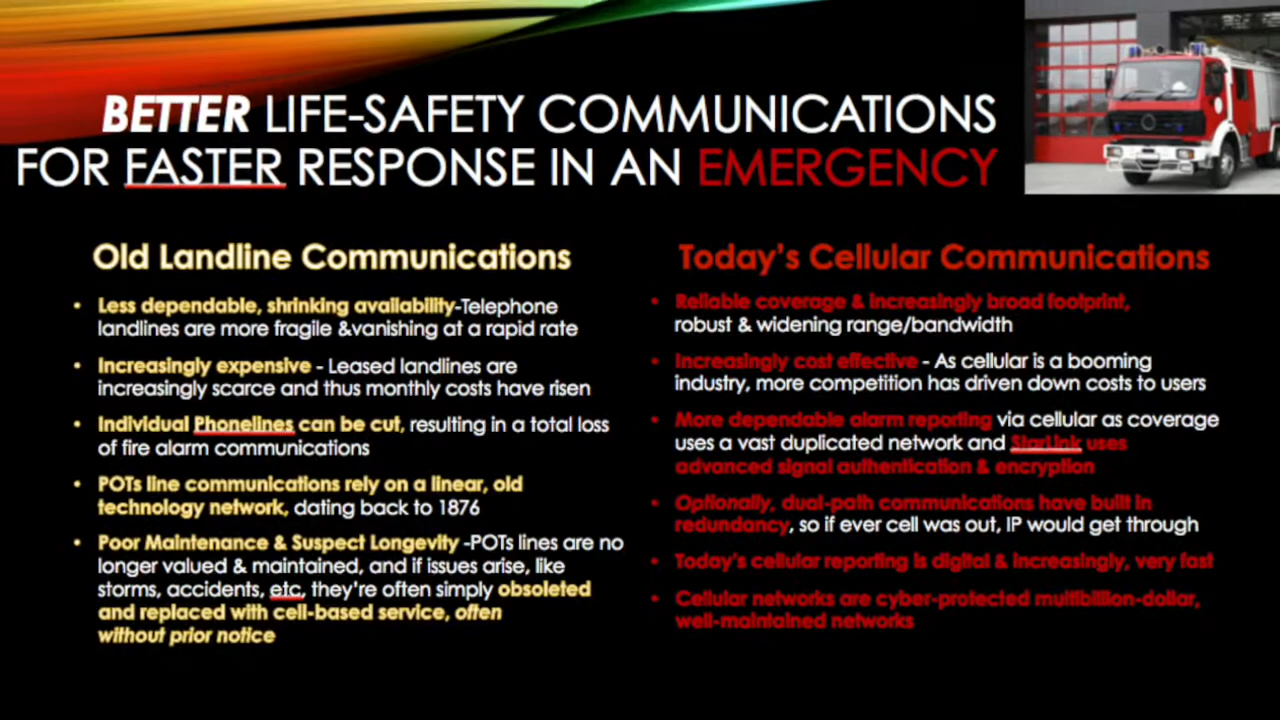 BETTER LIFE-SAFETY COMMUNICATIONS
FOR FASTER RESPONSE IN AN EMERGENCY
Old Landline Communications
• Less dependable, shrinking availability-Telephone
landlines are more fragile &vanishing at a rapid rate
• Increasingly expensive - Leased landlines are
increasingly scarce and thus monthly costs have risen
• Individual Phonelines can be cut, resulting in a total loss
of fire alarm communications
• POTs line communications rely on a linear, old
technology network, dating back to 1876
• Poor Maintenance & Suspect Longevity -POTs lines are no
longer valued & maintained, and if issues arise, like
storms, accidents, etc, they're often simply obsoleted
and replaced with cell-based service, often
without prior notice
Today's Cellular Communications
• Reliable coverage & increasingly broad footprint,
robust & widening range/bandwidth
• Increasingly cost effective - As cellular is a booming
industry, more competition has driven down costs to users
• More dependable alarm reporting via cellular as coverage
uses a vast duplicated network and StarLink uses
advanced signal authentication & encryption
• Optionally, dual-path communications have built in
redundancy, so if ever cell was out, IP would get through
• Today's cellular reporting is digital & increasingly, very fast
• Cellular networks are cyber-protected multibillion-dollar,
well-maintained networks